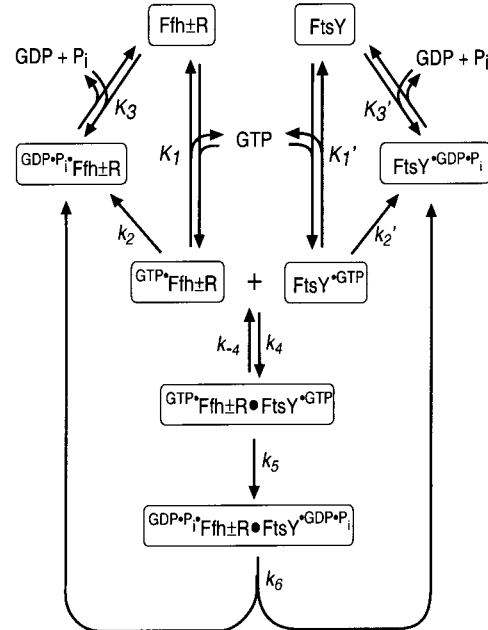 Ffh±R FtsY
GDP + Pi GDP + Pi
K3 K3'
K1 GTP K1'
GDP•Pi•Ffh±R FtsY•GDP•Pi
k2 k2'
GTP•Ffh±R + FtsY•GTP
k-4 k4
GTP•Ffh±R●FtsY•GTP
k5
GDP•Pi•Ffh±R●FtsY•GDP•Pi
k6